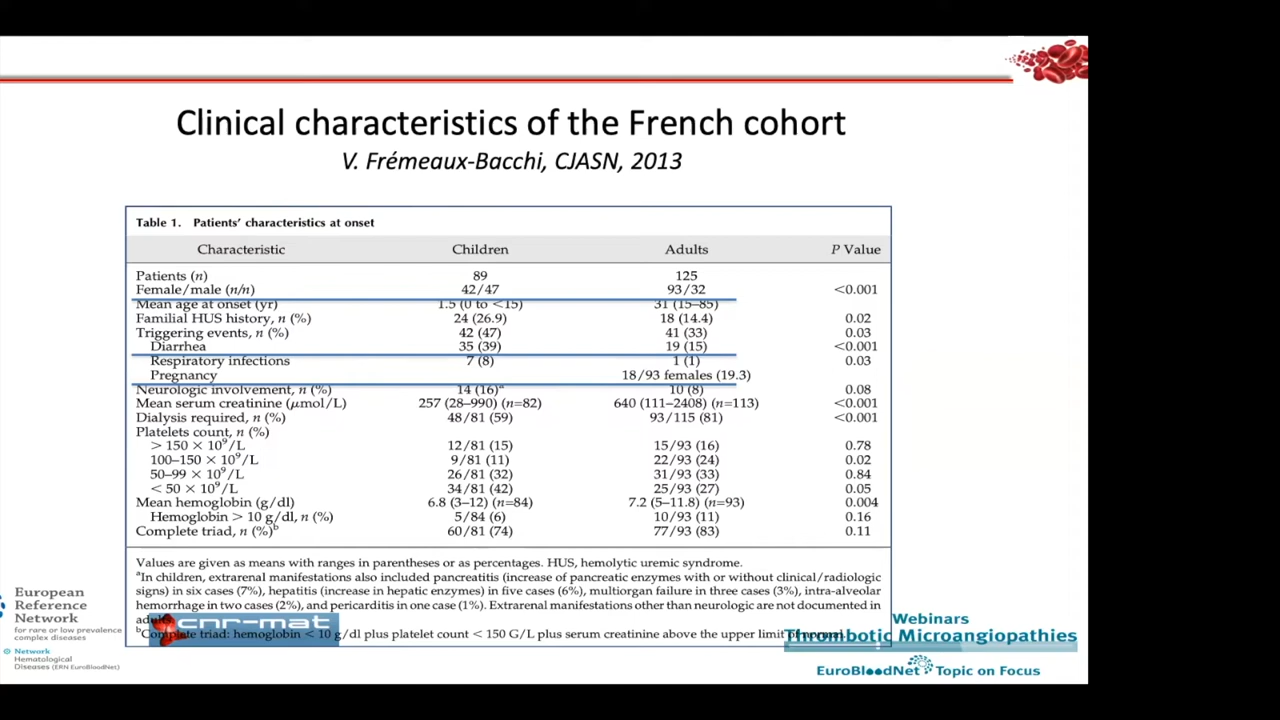 Clinical characteristics of the French cohort
V. Frémeaux-Bacchi, CJASN, 2013
Table 1. Patients' characteristics at onset
Characteristic Children Adults P Value
Patients (n) 89 125
Female/male (n/n) 42/47 93/32 <0.001
Mean age at onset (yr) 1.5 (0 to <15) 31 (15–85)
Familial HUS history, n (%) 24 (26.9) 18 (14.4) 0.02
Triggering events, n (%) 42 (47) 41 (33) 0.03
Diarrhea 35 (39) 19 (15) <0.001
Respiratory infections 7 (8) 1 (1) 0.03
Pregnancy 18/93 females (19.3)
Neurologic involvement, n (%) 14 (16)a 10 (8) 0.08
Mean serum creatinine (μmol/L) 257 (28–990) (n=82) 640 (111–2408) (n=113) <0.001
Dialysis required, n (%) 48/81 (59) 93/115 (81) <0.001
Platelets count, n (%)
> 150 × 10⁹/L 12/81 (15) 15/93 (16) 0.78
100–150 × 10⁹/L 9/81 (11) 22/93 (24) 0.02
50–99 × 10⁹/L 26/81 (32) 31/93 (33) 0.84
< 50 × 10⁹/L 34/81 (42) 25/93 (27) 0.05
Mean hemoglobin (g/dl) 6.8 (3–12) (n=84) 7.2 (5–11.8) (n=93) 0.004
Hemoglobin > 10 g/dl, n (%) 5/84 (6) 10/93 (11) 0.16
Complete triad, n (%)b 60/81 (74) 77/93 (83) 0.11
Values are given as means with ranges in parentheses or as percentages. HUS, hemolytic uremic syndrome.
aIn children, extrarenal manifestations also included pancreatitis (increase of pancreatic enzymes with or without clinical/radiologic
signs) in six cases (7%), hepatitis (increase in hepatic enzymes) in five cases (6%), multiorgan failure in three cases (3%), intra-alveolar
hemorrhage in two cases (2%), and pericarditis in one case (1%). Extrarenal manifestations other than neurologic are not documented in
adults.
bComplete triad: hemoglobin < 10 g/dl plus platelet count < 150 G/L plus serum creatinine above the upper limit of normal.
cnr-mat
European
Reference
Network
for rare or low prevalence
complex diseases
Network
Hematological
Diseases (ERN EuroBloodNet)
Webinars
Thrombotic Microangiopathies
EuroBloodNet Topic on Focus